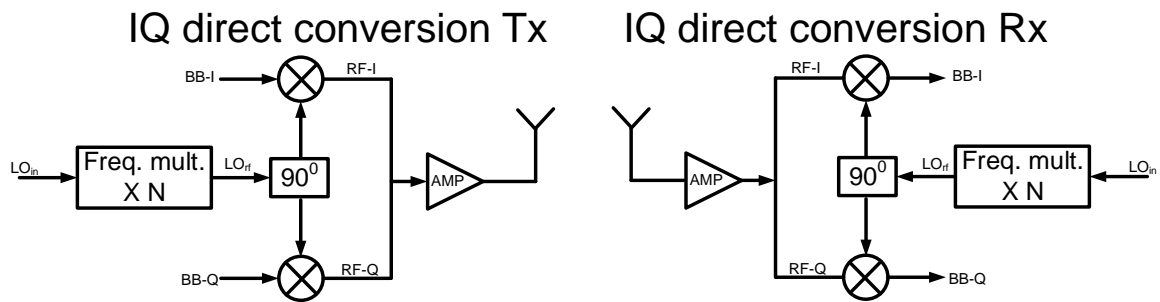 IQ direct conversion Tx
IQ direct conversion Rx
BB-I
RF-I
LOin
Freq. mult.
X N
LOrf
90⁰
AMP
BB-Q
RF-Q
RF-I
BB-I
AMP
90⁰
LOrf
Freq. mult.
X N
LOin
RF-Q
BB-Q